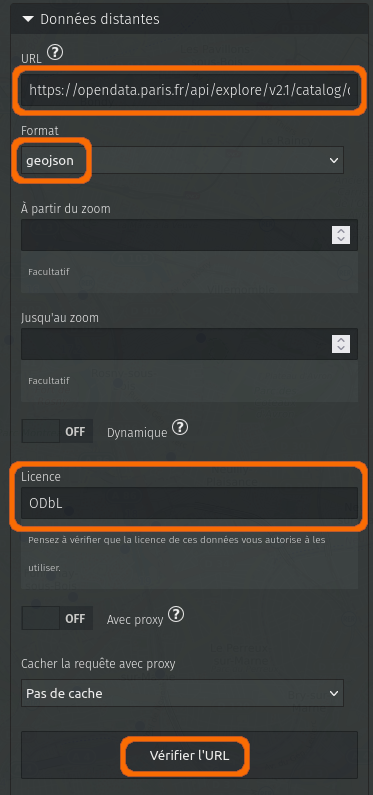 Données distantes
URL ?
https://opendata.paris.fr/api/explore/v2.1/catalog/
Format
geojson
À partir du zoom
Facultatif
Jusqu'au zoom
Facultatif
OFF Dynamique ?
Licence
ODbL
Pensez à vérifier que la licence de ces données vous autorise à les
utiliser.
OFF Avec proxy ?
Cacher la requête avec proxy
Pas de cache
Vérifier l'URL